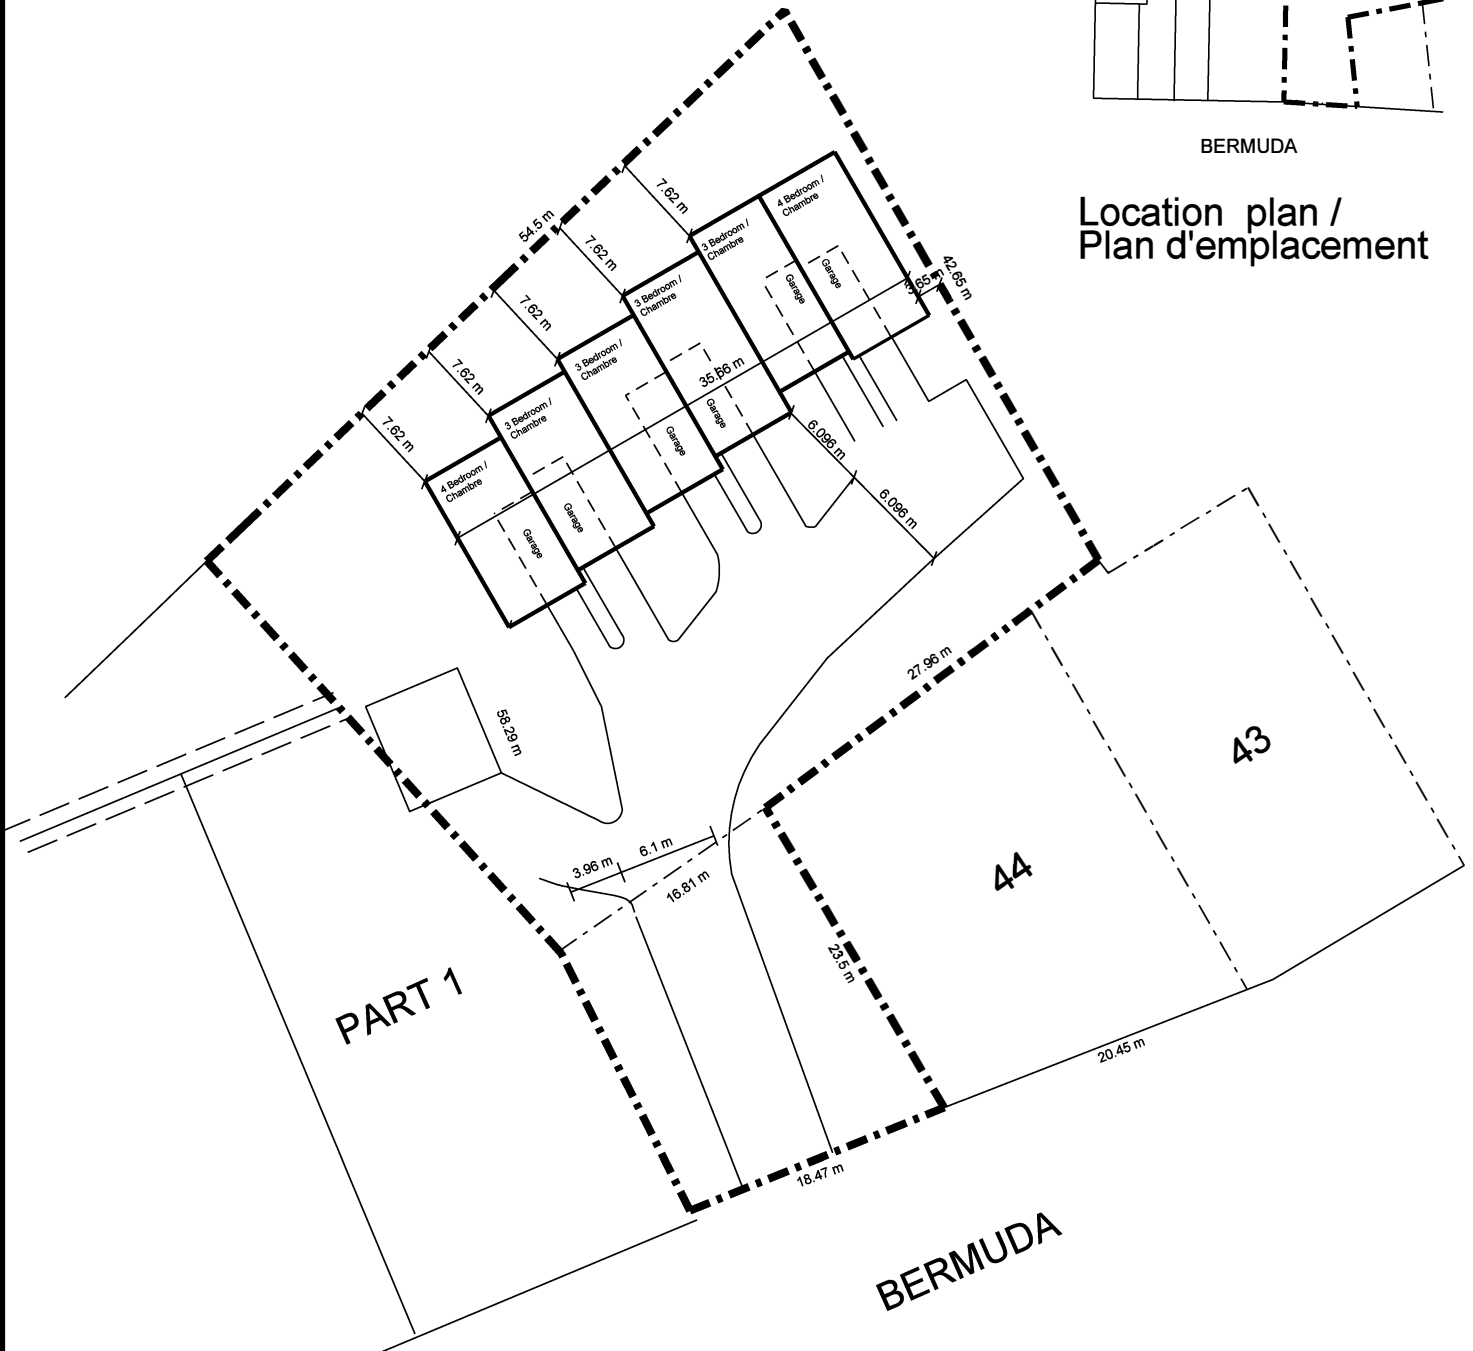 BERMUDA
Location plan /
Plan d'emplacement
54.5 m
7.62 m
7.62 m
7.62 m
7.62 m
7.62 m
4 Bedroom /
Chambre
3 Bedroom /
Chambre
3 Bedroom /
Chambre
3 Bedroom /
Chambre
3 Bedroom /
Chambre
4 Bedroom /
Chambre
Garage
Garage
Garage
Garage
Garage
Garage
3.65 m
42.65 m
35.66 m
6.096 m
6.096 m
27.96 m
58.29 m
3.96 m
6.1 m
16.81 m
23.5 m
43
44
PART 1
20.45 m
18.47 m
BERMUDA